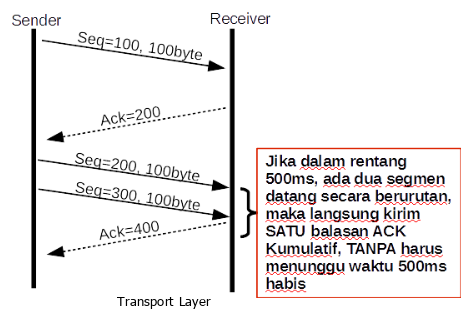 Sender
Receiver
Seq=100, 100byte
Ack=200
Seq=200, 100byte
Seq=300, 100byte
Ack=400
Jika dalam rentang
500ms, ada dua segmen
datang secara berurutan,
maka langsung kirim
SATU balasan ACK
Kumulatif, TANPA harus
menunggu waktu 500ms
habis
Transport Layer